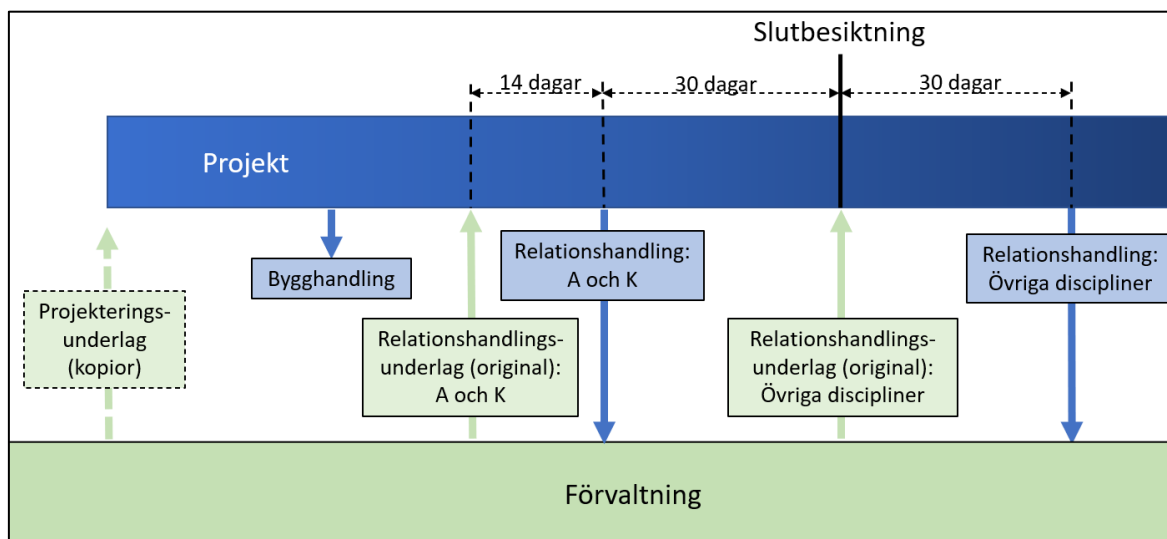 Slutbesiktning
14 dagar
30 dagar
30 dagar
Projekt
Bygghandling
Relationshandling:
A och K
Relationshandling:
Övriga discipliner
Projekterings-
underlag
(kopior)
Relationshandlings-
underlag (original):
A och K
Relationshandlings-
underlag (original):
Övriga discipliner
Förvaltning